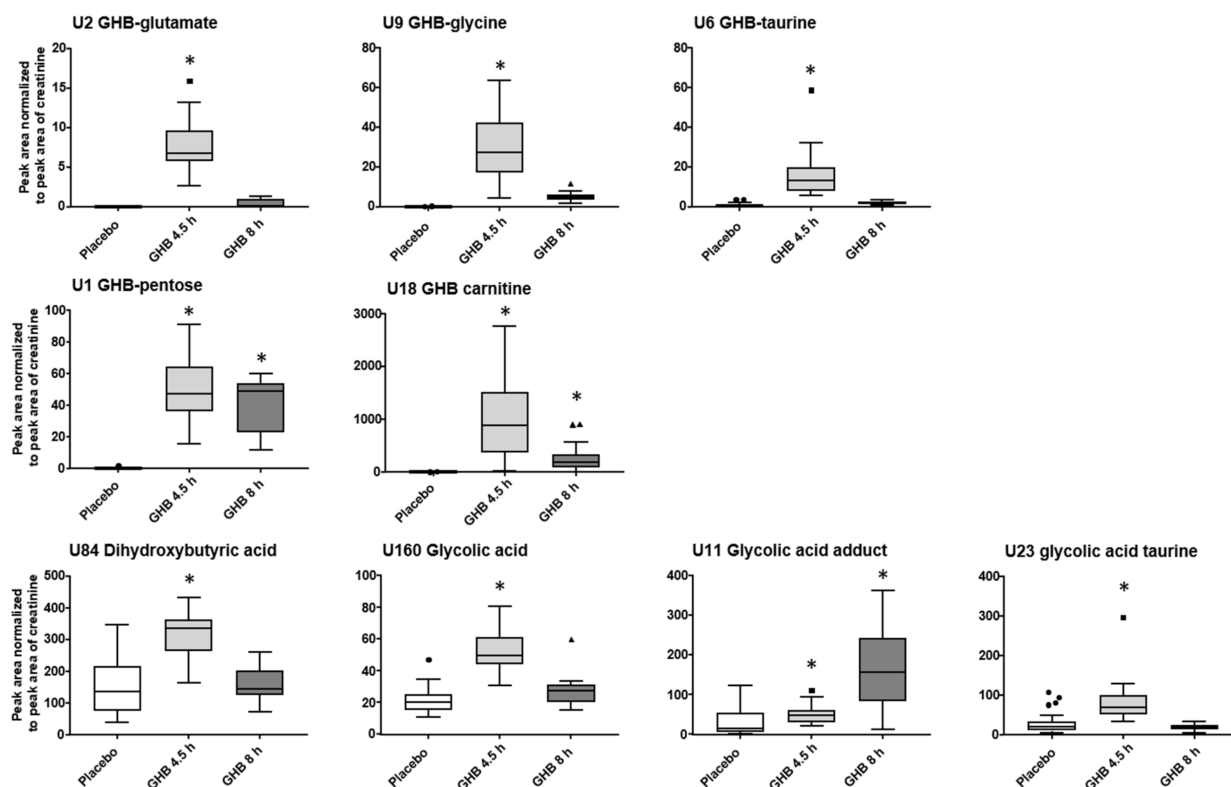 U2 GHB-glutamate
Peak area normalized
to peak area of creatinine
20
15
10
5
0
Placebo
GHB 4.5 h
GHB 8 h
*
U9 GHB-glycine
80
60
40
20
0
Placebo
GHB 4.5 h
GHB 8 h
*
U6 GHB-taurine
80
60
40
20
0
Placebo
GHB 4.5 h
GHB 8 h
*
U1 GHB-pentose
Peak area normalized
to peak area of creatinine
100
80
60
40
20
0
Placebo
GHB 4.5 h
GHB 8 h
*
*
U18 GHB carnitine
3000
2000
1000
0
Placebo
GHB 4.5 h
GHB 8 h
*
*
U84 Dihydroxybutyric acid
Peak area normalized
to peak area of creatinine
500
400
300
200
100
0
Placebo
GHB 4.5 h
GHB 8 h
*
U160 Glycolic acid
100
80
60
40
20
0
Placebo
GHB 4.5 h
GHB 8 h
*
U11 Glycolic acid adduct
400
300
200
100
0
Placebo
GHB 4.5 h
GHB 8 h
*
*
U23 glycolic acid taurine
400
300
200
100
0
Placebo
GHB 4.5 h
GHB 8 h
*